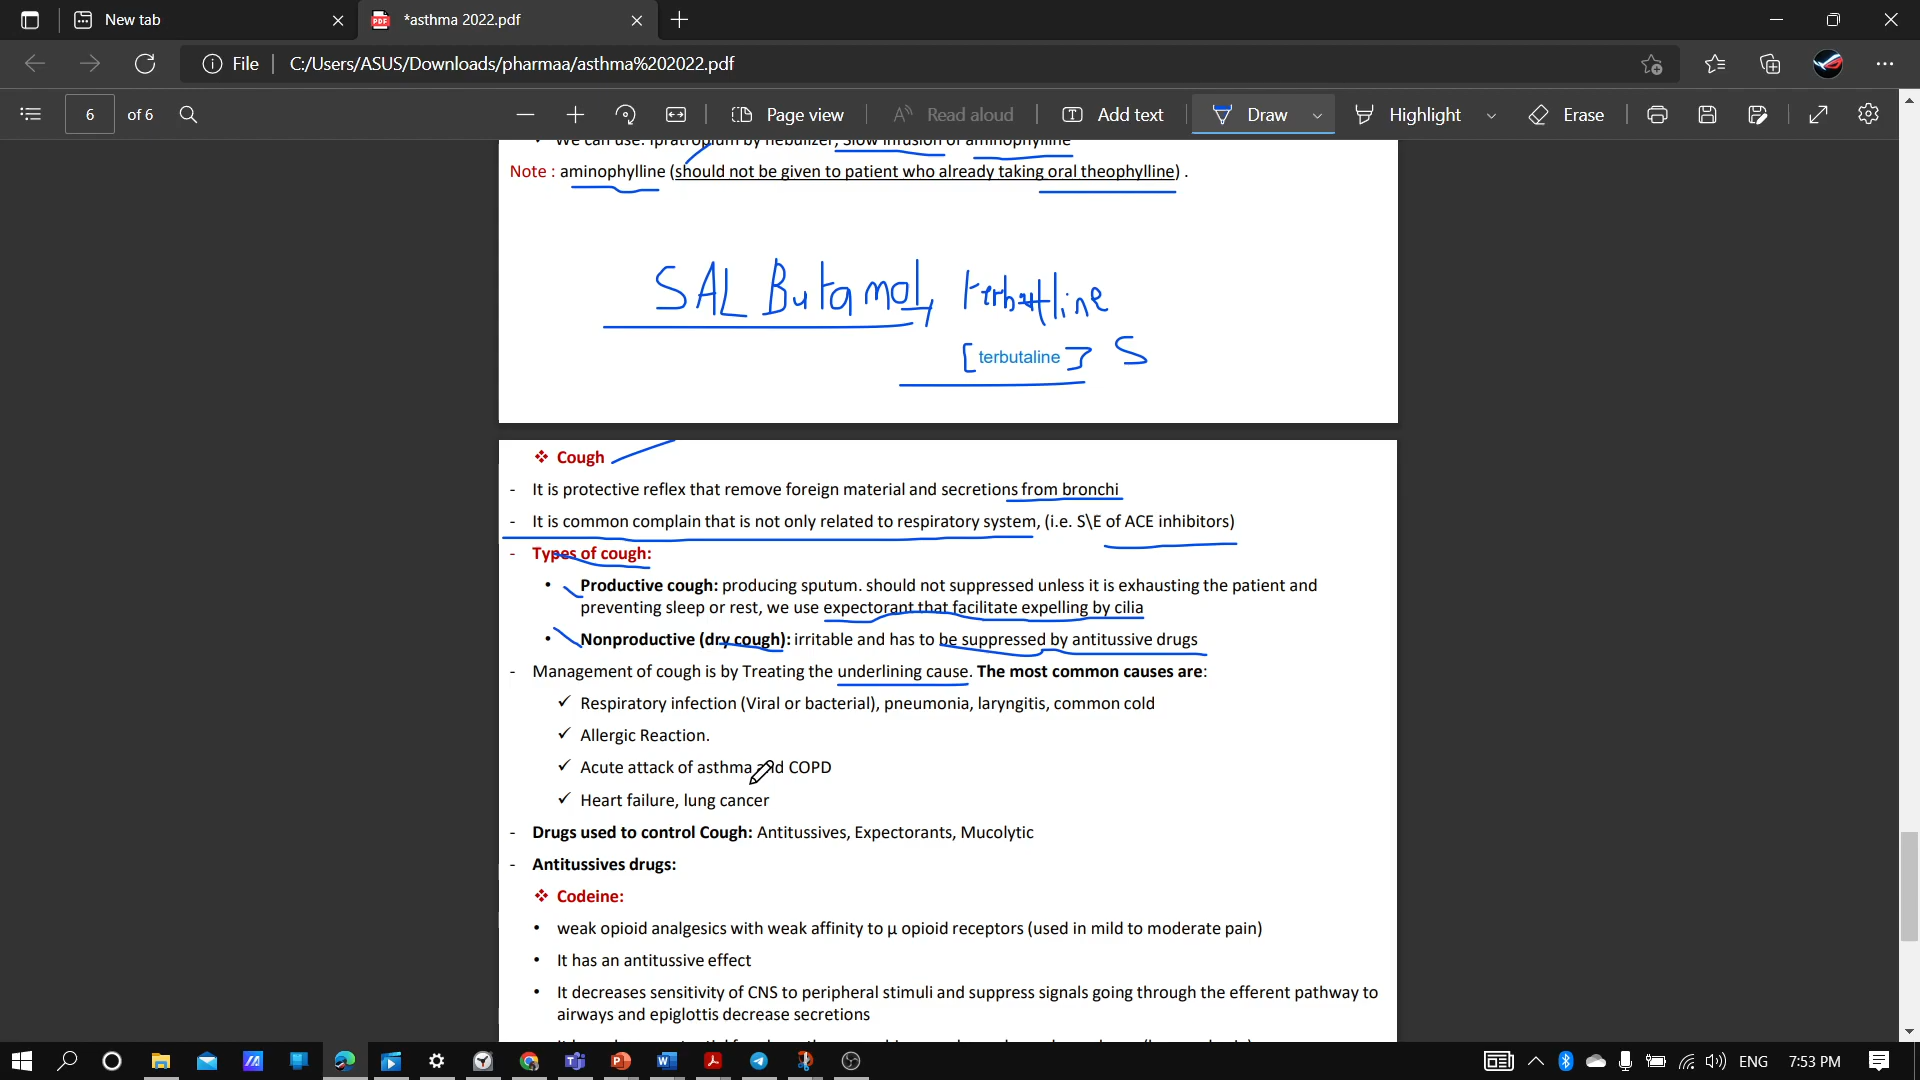 New tab
*asthma 2022.pdf
File
C:/Users/ASUS/Downloads/pharmaa/asthma%202022.pdf
6 of 6
Page view
Read aloud
Add text
Draw
Highlight
Erase
We can use: ipratropium by nebulizer, Slow infusion of aminophylline
Note : aminophylline (should not be given to patient who already taking oral theophylline) .
SAL Butamol,
[ terbutaline ] S
❖ Cough
- It is protective reflex that remove foreign material and secretions from bronchi
- It is common complain that is not only related to respiratory system, (i.e. S\E of ACE inhibitors)
- Types of cough:
• Productive cough: producing sputum. should not suppressed unless it is exhausting the patient and
preventing sleep or rest, we use expectorant that facilitate expelling by cilia
• Nonproductive (dry cough): irritable and has to be suppressed by antitussive drugs
- Management of cough is by Treating the underlining cause. The most common causes are:
✓ Respiratory infection (Viral or bacterial), pneumonia, laryngitis, common cold
✓ Allergic Reaction.
✓ Acute attack of asthma and COPD
✓ Heart failure, lung cancer
- Drugs used to control Cough: Antitussives, Expectorants, Mucolytic
- Antitussives drugs:
❖ Codeine:
• weak opioid analgesics with weak affinity to μ opioid receptors (used in mild to moderate pain)
• It has an antitussive effect
• It decreases sensitivity of CNS to peripheral stimuli and suppress signals going through the efferent pathway to
airways and epiglottis decrease secretions
ENG
7:53 PM